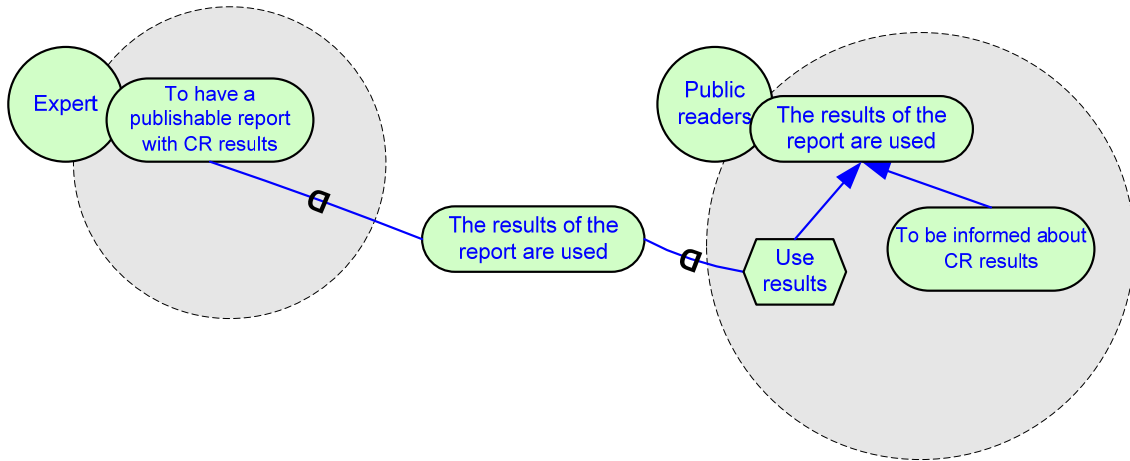 Expert
To have a
publishable report
with CR results
D
The results of the
report are used
D
Public
readers
The results of the
report are used
Use
results
To be informed about
CR results